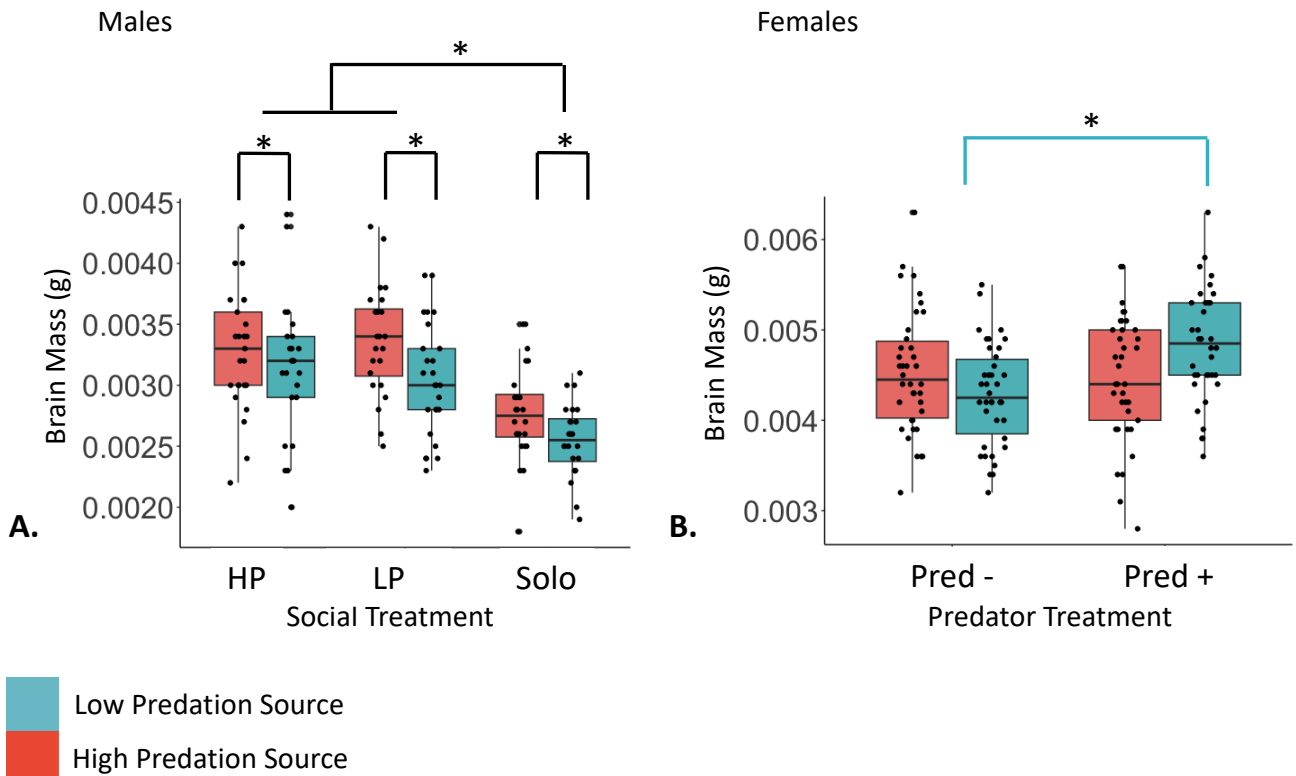 Males
*
*
*
*
0.0045
0.0040
0.0035
0.0030
0.0025
0.0020
Brain Mass (g)
A.
HP LP Solo
Social Treatment
Females
*
0.006
0.005
0.004
0.003
Brain Mass (g)
B.
Pred - Pred +
Predator Treatment
Low Predation Source
High Predation Source